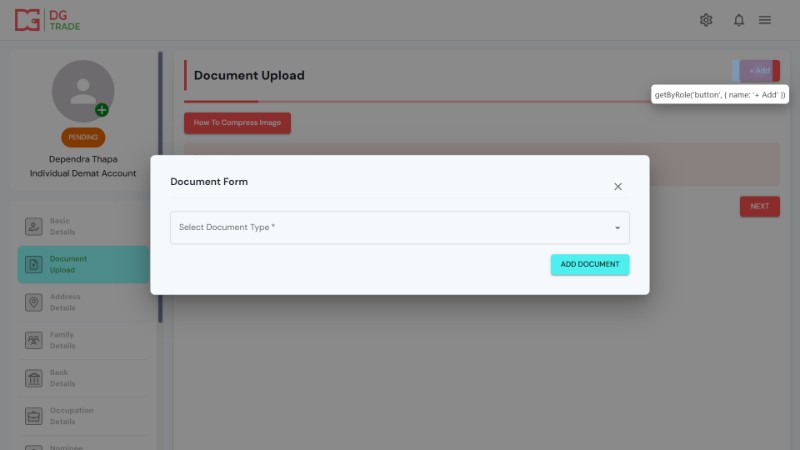 DG
TRADE
Document Upload
+ Add
getByRole('button', { name: '+ Add' })
How To Compress Image
PENDING
Dependra Thapa
Individual Demat Account
Document Form
Select Document Type *
ADD DOCUMENT
NEXT
Basic
Details
Document
Upload
Address
Details
Family
Details
Bank
Details
Occupation
Details
Nominee